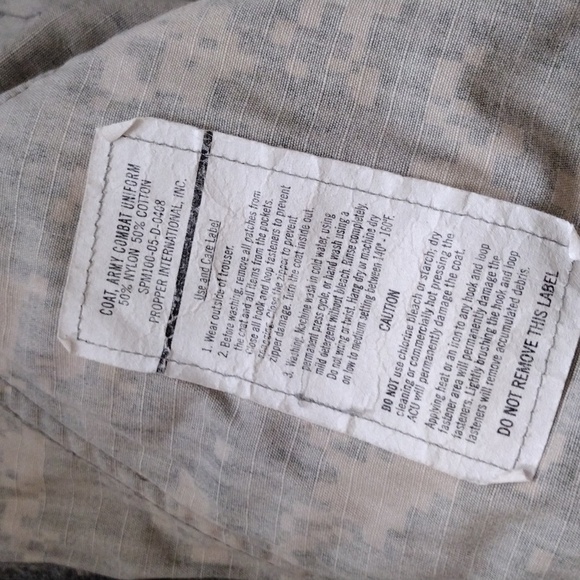 COAT ARMY COMBAT UNIFORM
50% NYLON 50% COTTON
SPM100-05-D-0408
PROPPER INTERNATIONAL, INC.
Use and Care Label
1. Wear outside of trouser.
2. Before washing, remove all patches from
the coat and all items from the pockets.
Close all hook and loop fasteners to prevent
Close the zipper to prevent
zipper damage. Turn the coat inside out.
3. Washing: Machine wash in cold water, using
permanent press cycle, or hand wash using a
mild detergent without bleach. Rinse completely.
Do not wring or twist. Hang dry or machine dry
on low to medium setting between 140°- 160°F.
CAUTION
DO NOT use chlorine bleach or starch, dry
cleaning or commercially hot pressing the
ACU will permanently damage the coat.
Applying heat or an iron to any hook and loop
fastener area will permanently damage the
fasteners. Lightly brushing the hook and loop
fasteners will remove accumulated debris.
DO NOT REMOVE THIS LABEL